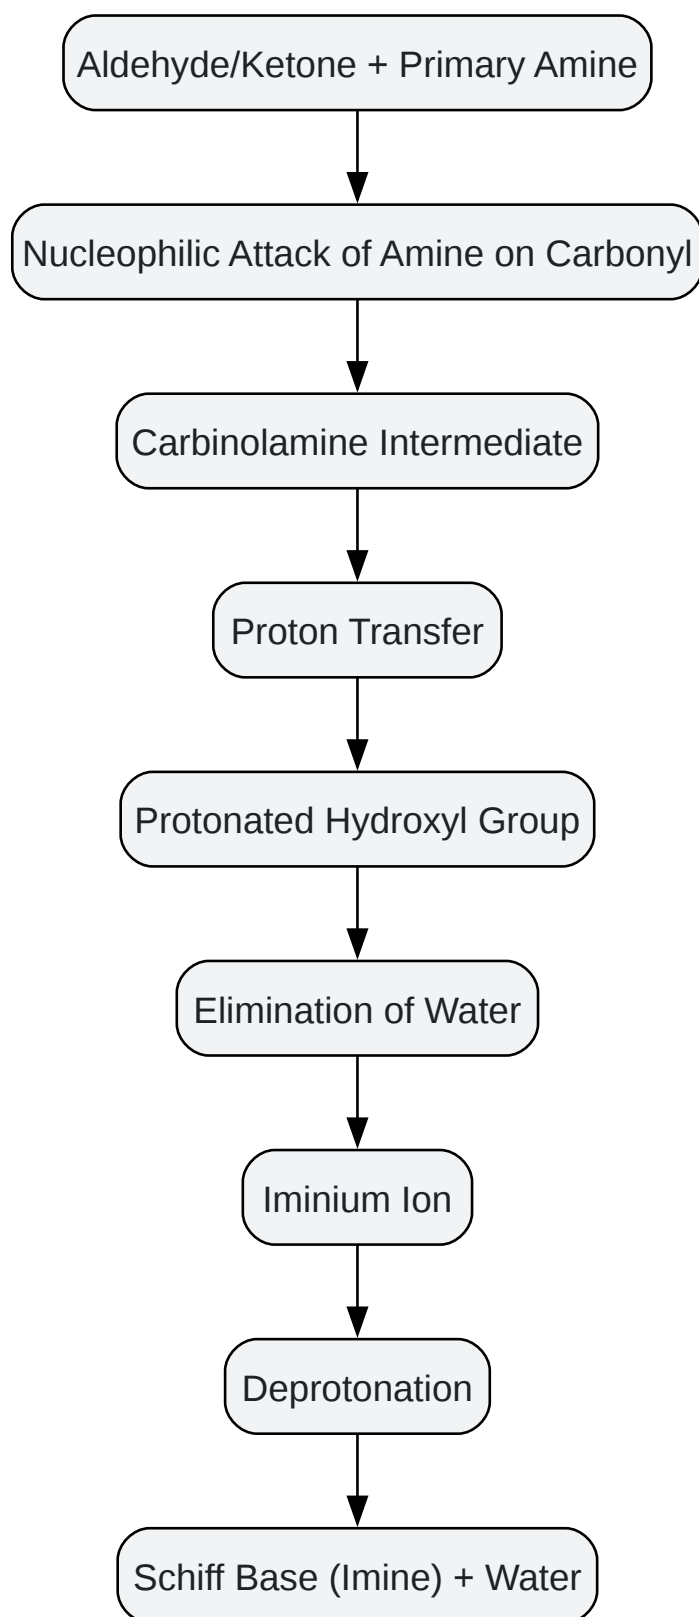 Aldehyde/Ketone + Primary Amine
Nucleophilic Attack of Amine on Carbonyl
Carbinolamine Intermediate
Proton Transfer
Protonated Hydroxyl Group
Elimination of Water
Iminium Ion
Deprotonation
Schiff Base (Imine) + Water